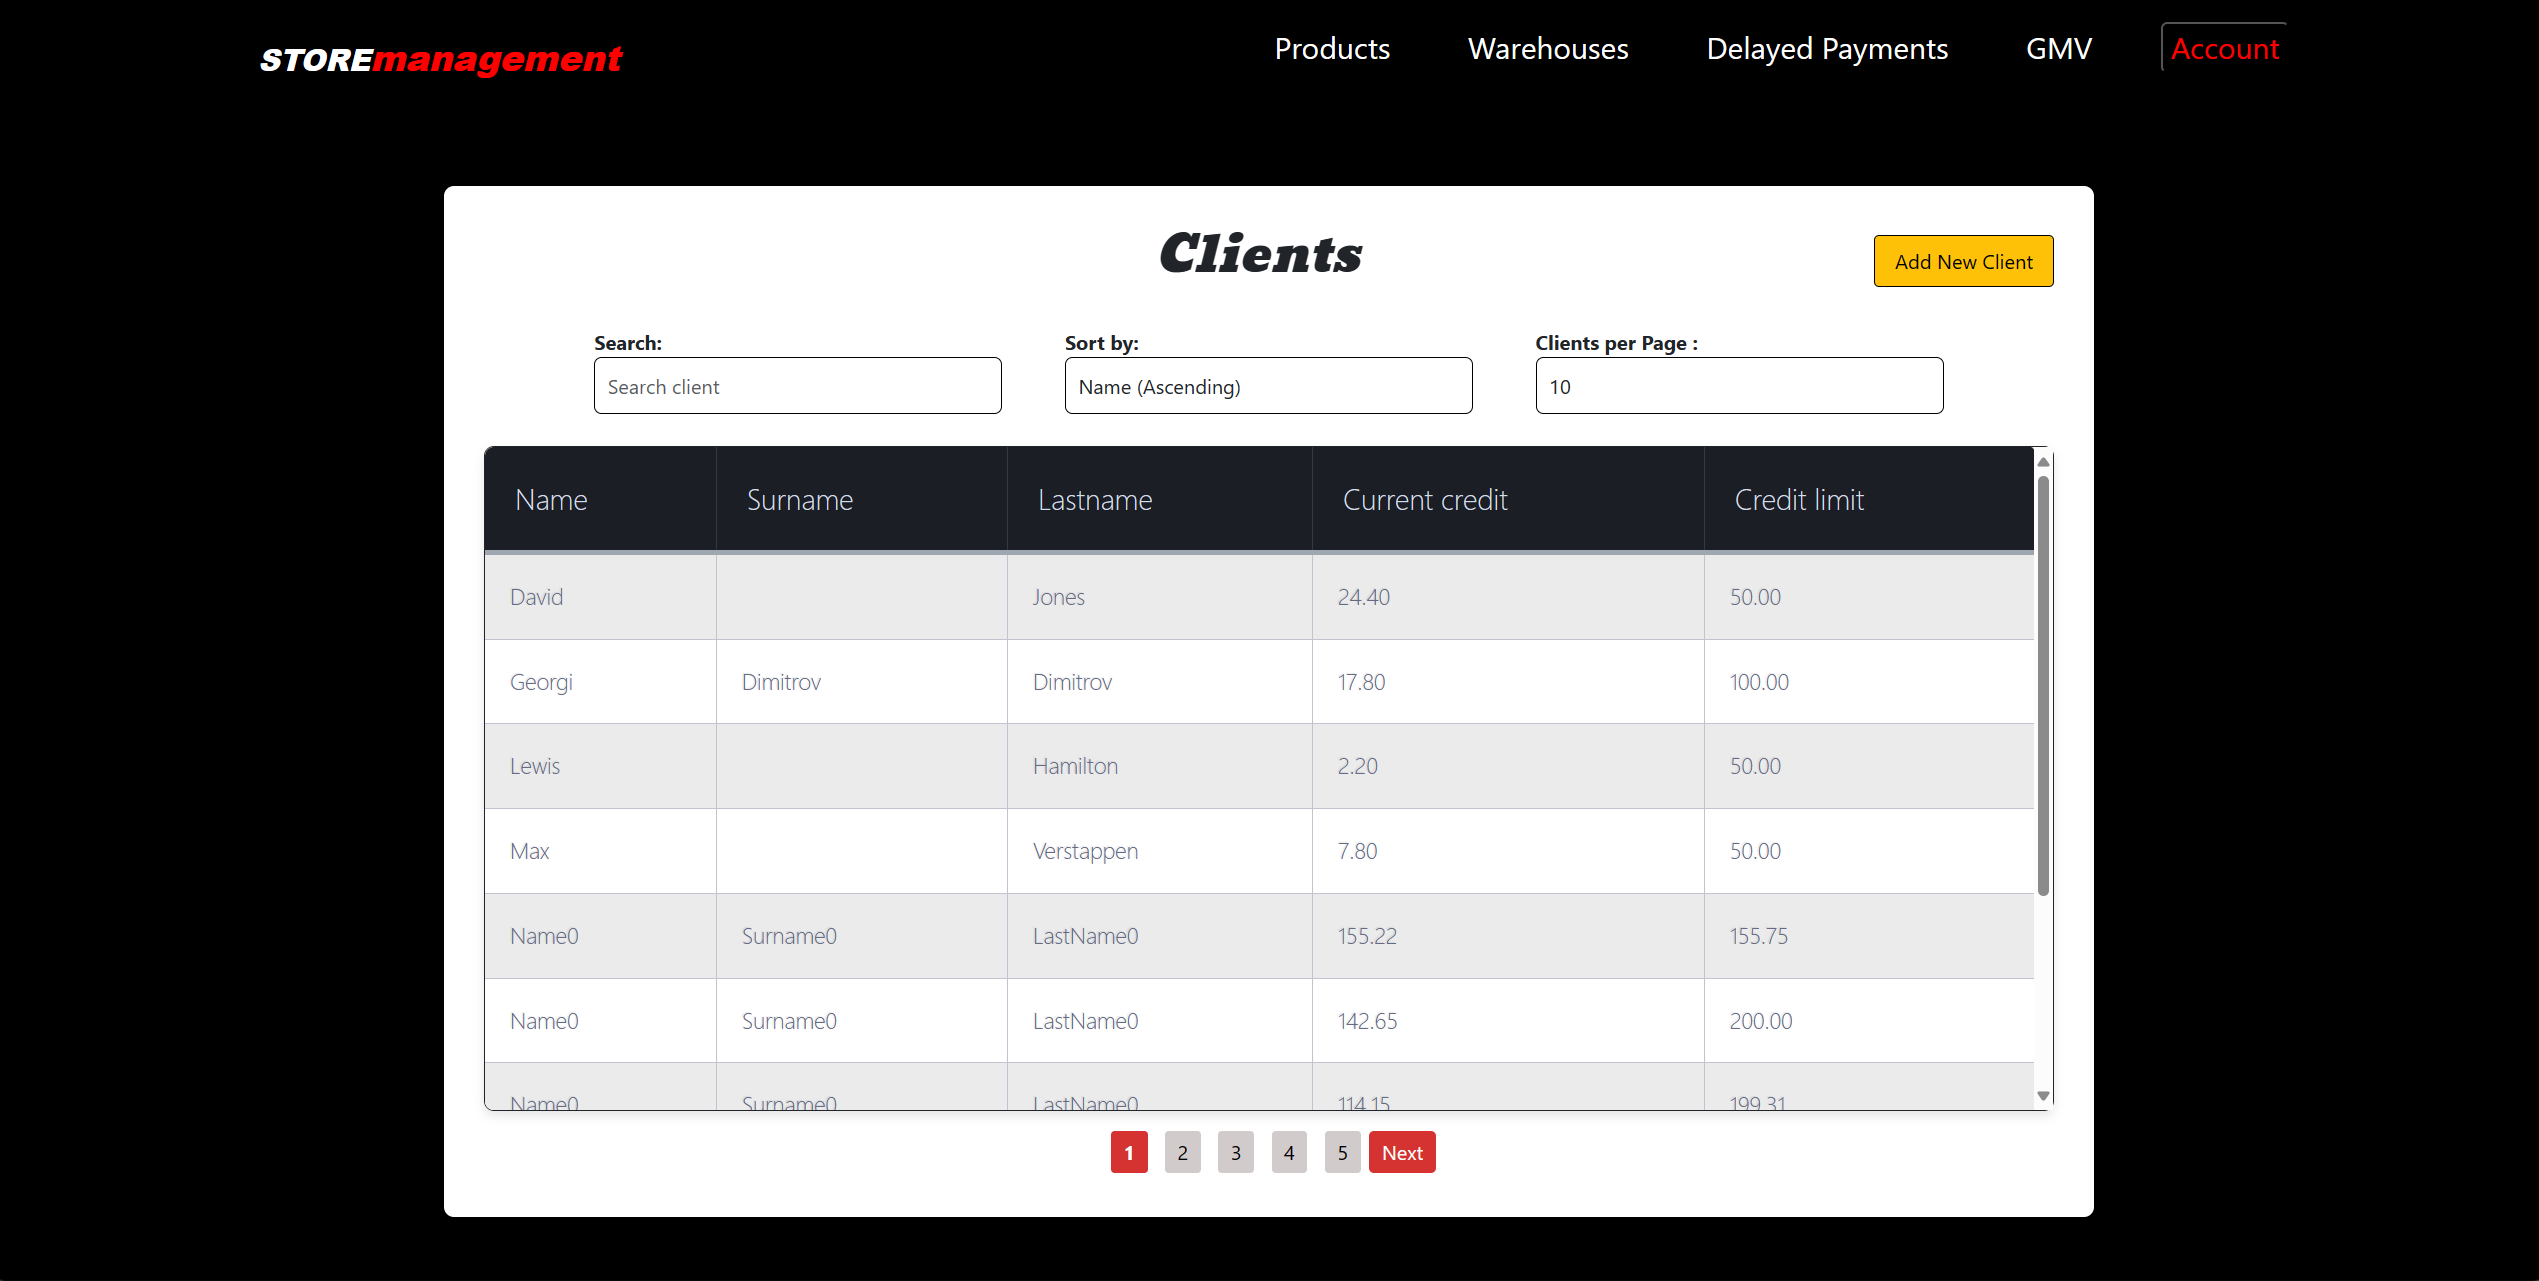 STOREmanagement Products Warehouses Delayed Payments GMV Account
Clients
Add New Client
Search: Sort by: Clients per Page :
Search client Name (Ascending) 10
Name Surname Lastname Current credit Credit limit
David Jones 24.40 50.00
Georgi Dimitrov Dimitrov 17.80 100.00
Lewis Hamilton 2.20 50.00
Max Verstappen 7.80 50.00
Name0 Surname0 LastName0 155.22 155.75
Name0 Surname0 LastName0 142.65 200.00
Name0 Surname0 LastName0 114.15 199.31
1 2 3 4 5 Next